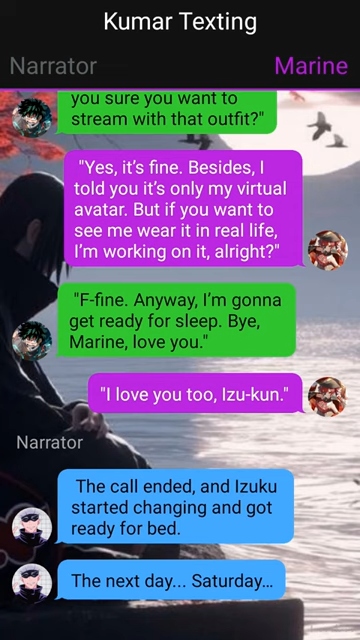 Kumar Texting
Narrator
Marine
you sure you want to
stream with that outfit?"
"Yes, it’s fine. Besides, I
told you it’s only my virtual
avatar. But if you want to
see me wear it in real life,
I’m working on it, alright?"
"F-fine. Anyway, I’m gonna
get ready for sleep. Bye,
Marine, love you."
"I love you too, Izu-kun."
Narrator
The call ended, and Izuku
started changing and got
ready for bed.
The next day... Saturday…